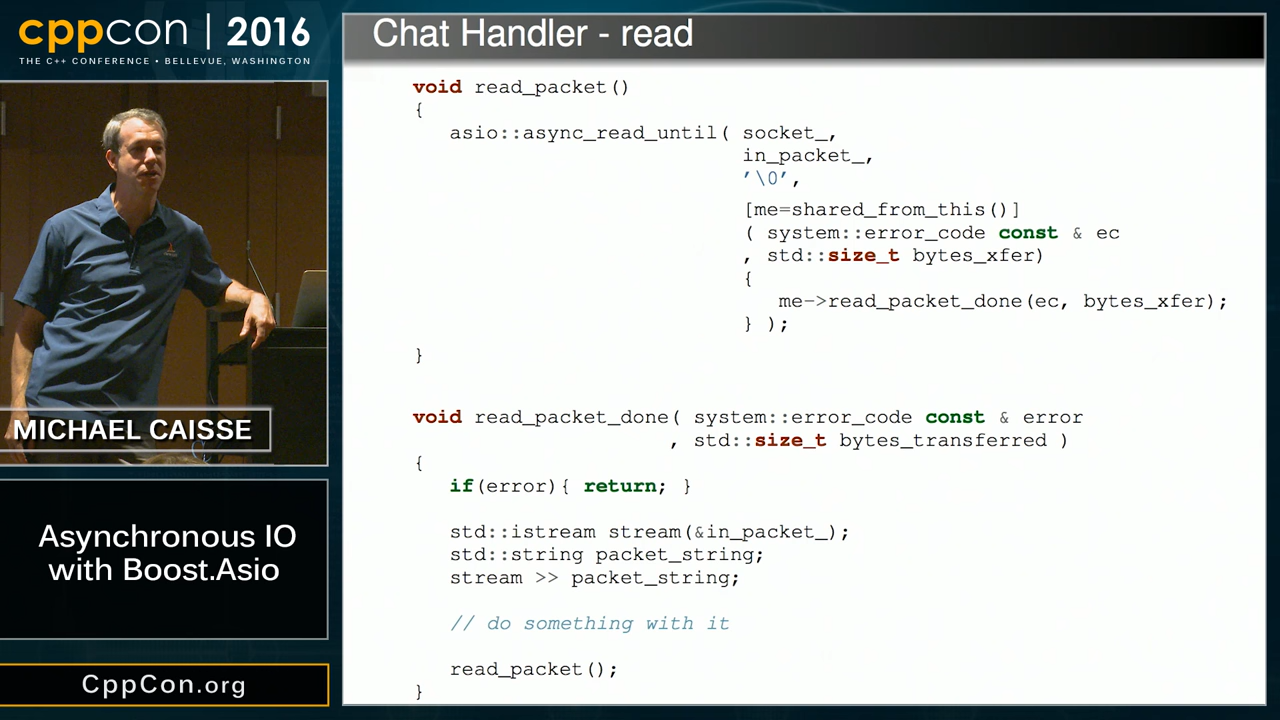 cppcon | 2016
THE C++ CONFERENCE • BELLEVUE, WASHINGTON
MICHAEL CAISSE
Asynchronous IO
with Boost.Asio
CppCon.org
Chat Handler - read
void read_packet()
{
asio::async_read_until( socket_,
in_packet_,
'\0',
[me=shared_from_this()]
( system::error_code const & ec
, std::size_t bytes_xfer)
{
me->read_packet_done(ec, bytes_xfer);
} );
}
void read_packet_done( system::error_code const & error
, std::size_t bytes_transferred )
{
if(error){ return; }
std::istream stream(&in_packet_);
std::string packet_string;
stream >> packet_string;
// do something with it
read_packet();
}